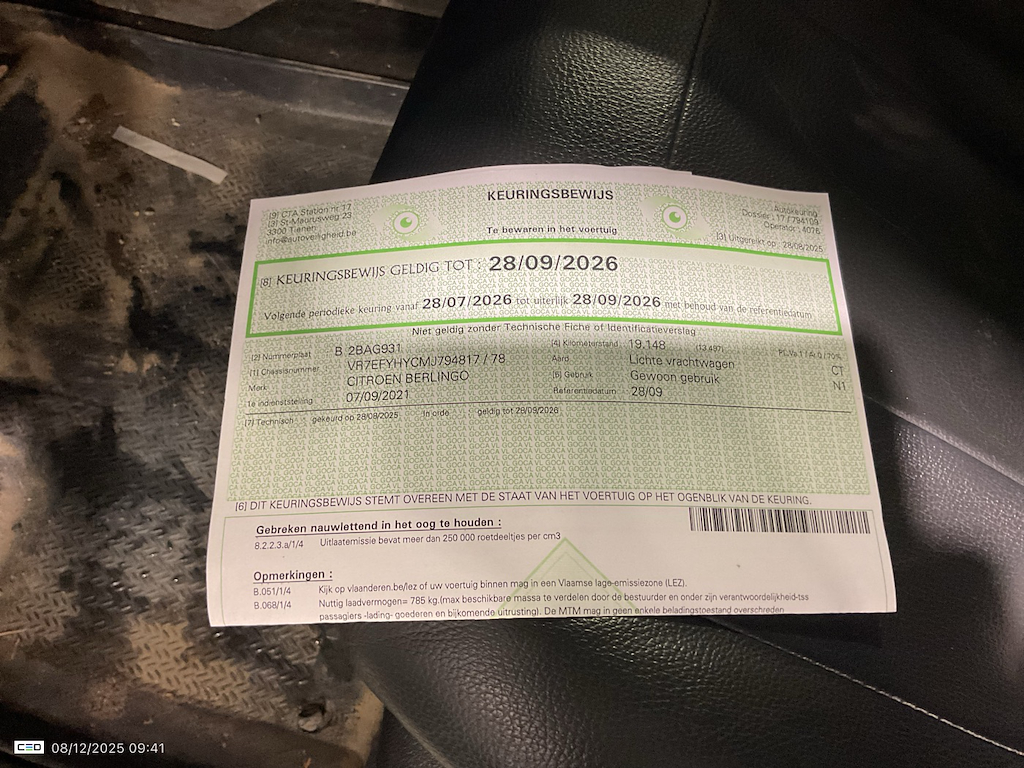 KEURINGSBEWIJS
Te bewaren in het voertuig
[9] CTA Station nr 17
[9] St-Maurusweg 23
3300 Tienen
info@autoveiligheid.be
Autokeuring
Dossier : 17 / 794109
Operator : 4076
[3] Uitgereikt op : 28/08/2025
[8] KEURINGSBEWIJS GELDIG TOT : 28/09/2026
Volgende periodieke keuring vanaf 28/07/2026 tot uiterlijk 28/09/2026 met behoud van de referentiedatum
Niet geldig zonder Technische Fiche of Identificatieverslag
[2] Nummerplaat B 2BAG931 [4] Kilometerstand 19.148 (13.497)
[1] Chassisnummer VR7EFYHYCMJ794817 / 78 Aard Lichte vrachtwagen CT
Merk CITROEN BERLINGO [5] Gebruik Gewoon gebruik N1
1e indienststelling 07/09/2021 Referentiedatum 28/09
[7] Technisch : gekeurd op 28/08/2025 In orde geldig tot 28/09/2026
[6] DIT KEURINGSBEWIJS STEMT OVEREEN MET DE STAAT VAN HET VOERTUIG OP HET OGENBLIK VAN DE KEURING.
Gebreken nauwlettend in het oog te houden :
8.2.2.3.a/1/4 Uitlaatemissie bevat meer dan 250 000 roetdeeltjes per cm3
Opmerkingen :
B.051/1/4 Kijk op vlaanderen.be/lez of uw voertuig binnen mag in een Vlaamse lage-emissiezone (LEZ).
B.068/1/4 Nuttig laadvermogen= 785 kg.(max beschikbare massa te verdelen door de bestuurder en onder zijn verantwoordelijkheid-tss
passagiers -lading- goederen en bijkomende uitrusting). De MTM mag in geen enkele beladingstoestand overschreden
CEO 08/12/2025 09:41